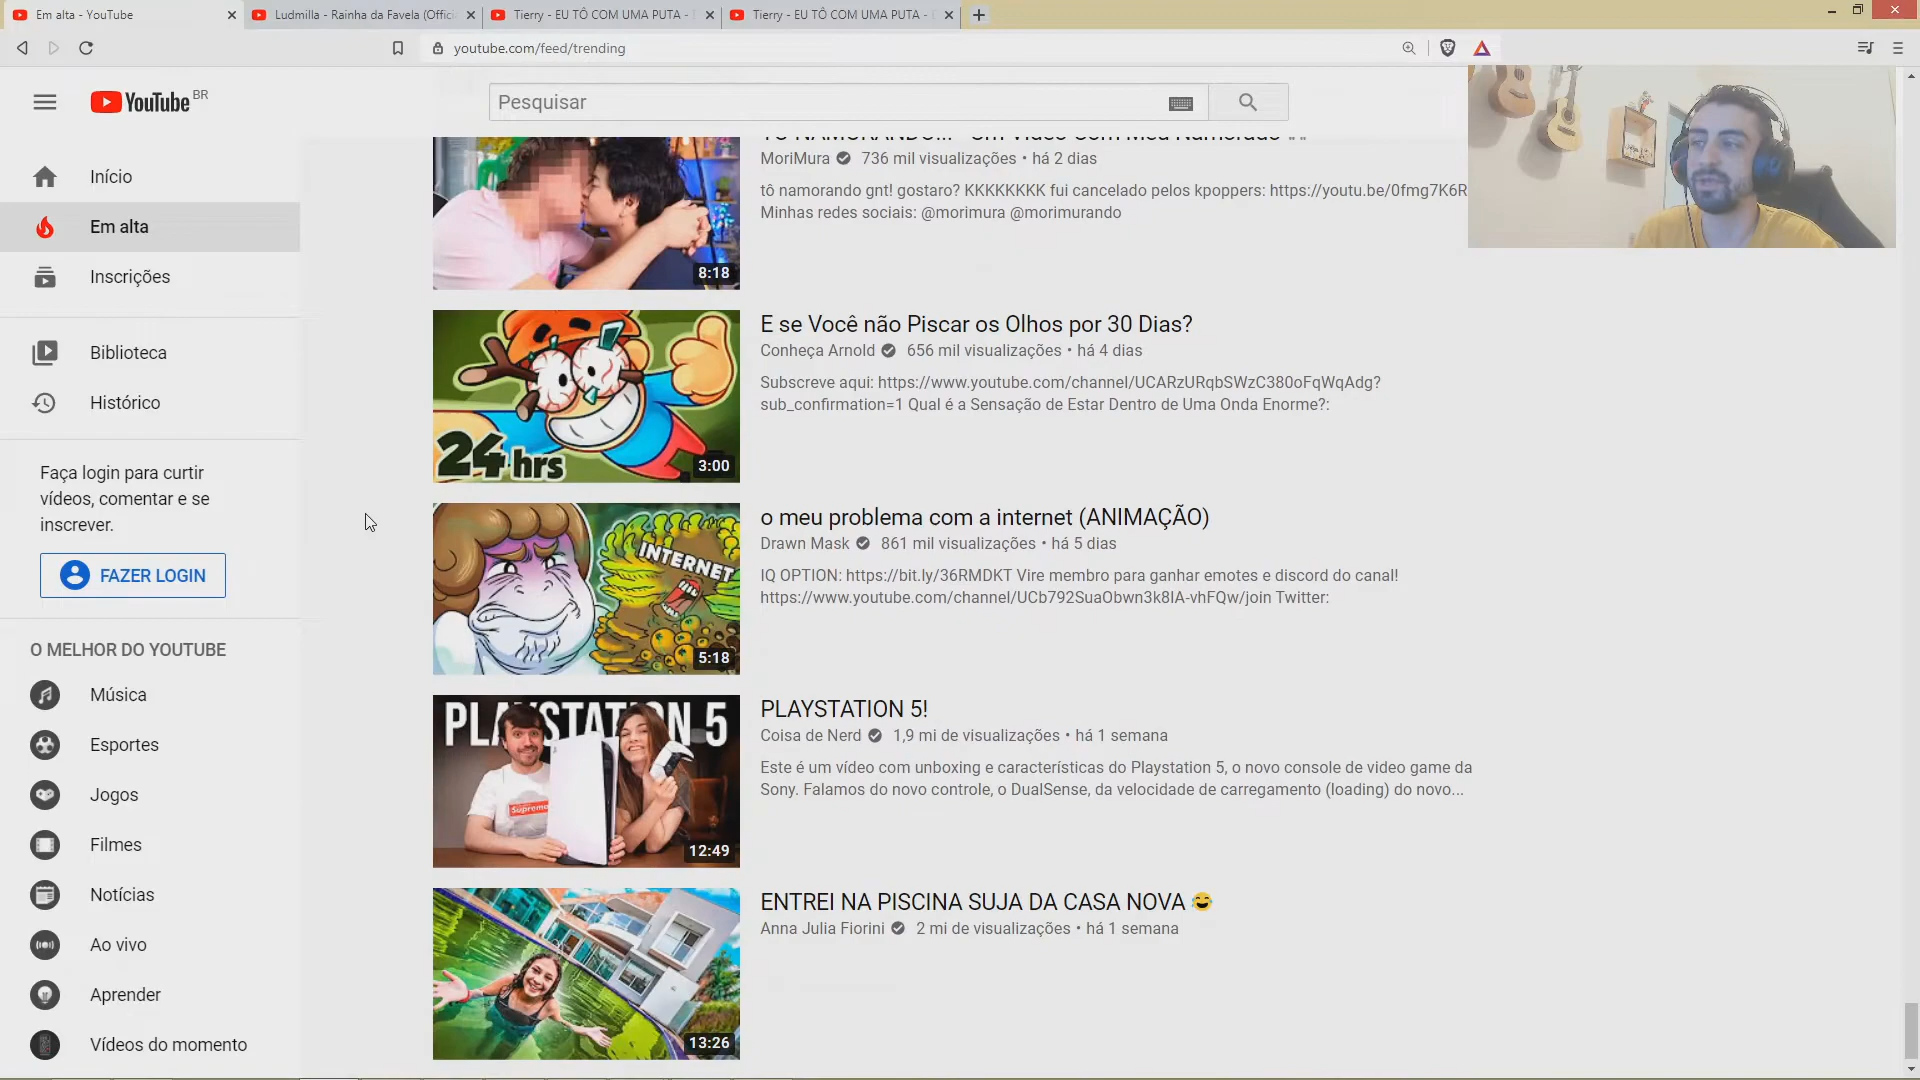 Em alta - YouTube
Ludmilla - Rainha da Favela (Offici
Tierry - EU TÔ COM UMA PUTA -
Tierry - EU TÔ COM UMA PUTA -
youtube.com/feed/trending
YouTube BR
Pesquisar
Início
Em alta
Inscrições
Biblioteca
Histórico
Faça login para curtir
vídeos, comentar e se
inscrever.
FAZER LOGIN
O MELHOR DO YOUTUBE
Música
Esportes
Jogos
Filmes
Notícias
Ao vivo
Aprender
Vídeos do momento
TÔ NAMORANDO... - Um Vídeo Com Meu Namorado
MoriMura 736 mil visualizações • há 2 dias
tô namorando gnt! gostaro? KKKKKKKK fui cancelado pelos kpoppers: https://youtu.be/0fmg7K6R
Minhas redes sociais: @morimura @morimurando
8:18
E se Você não Piscar os Olhos por 30 Dias?
Conheça Arnold 656 mil visualizações • há 4 dias
Subscreve aqui: https://www.youtube.com/channel/UCARzURqbSWzC380oFqWqAdg?
sub_confirmation=1 Qual é a Sensação de Estar Dentro de Uma Onda Enorme?:
24 hrs
3:00
o meu problema com a internet (ANIMAÇÃO)
Drawn Mask 861 mil visualizações • há 5 dias
IQ OPTION: https://bit.ly/36RMDKT Vire membro para ganhar emotes e discord do canal!
https://www.youtube.com/channel/UCb792SuaObwn3k8IA-vhFQw/join Twitter:
INTERNET
5:18
PLAYSTATION 5!
Coisa de Nerd 1,9 mi de visualizações • há 1 semana
Este é um vídeo com unboxing e características do Playstation 5, o novo console de video game da
Sony. Falamos do novo controle, o DualSense, da velocidade de carregamento (loading) do novo...
PLAYSTATION 5
Supreme
12:49
ENTREI NA PISCINA SUJA DA CASA NOVA 😂
Anna Julia Fiorini 2 mi de visualizações • há 1 semana
13:26